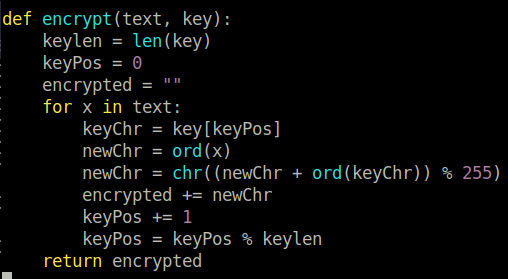 def encrypt(text, key):
    keylen = len(key)
    keyPos = 0
    encrypted = ""
    for x in text:
        keyChr = key[keyPos]
        newChr = ord(x)
        newChr = chr((newChr + ord(keyChr)) % 255)
        encrypted += newChr
        keyPos += 1
        keyPos = keyPos % keylen
    return encrypted